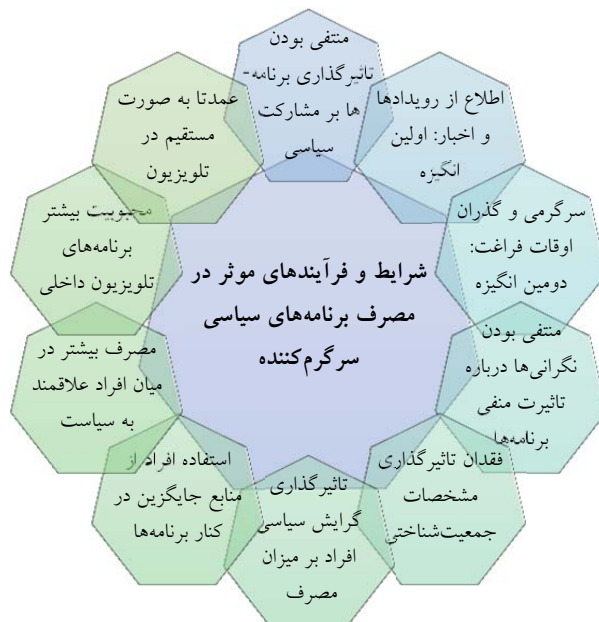 منتفی بودن
تاثیرگذاری برنامه-
ها بر مشارکت
سیاسی
اطلاع از رویدادها
و اخبار: اولین
انگیزه
سرگرمی و گذران
اوقات فراغت:
دومین انگیزه
منتفی بودن
نگرانی‌ها درباره
تاثیرت منفی
برنامه‌ها
فقدان تاثیرگذاری
مشخصات
جمعیت‌شناختی
تاثیرگذاری
گرایش سیاسی
افراد بر میزان
مصرف
استفاده افراد از
منابع جایگزین در
کنار برنامه‌ها
مصرف بیشتر در
میان افراد علاقمند
به سیاست
محبوبیت بیشتر
برنامه‌های
تلویزیون داخلی
عمدتا به صورت
مستقیم در
تلویزیون
شرایط و فرآیندهای موثر در
مصرف برنامه‌های سیاسی
سرگرم‌کننده